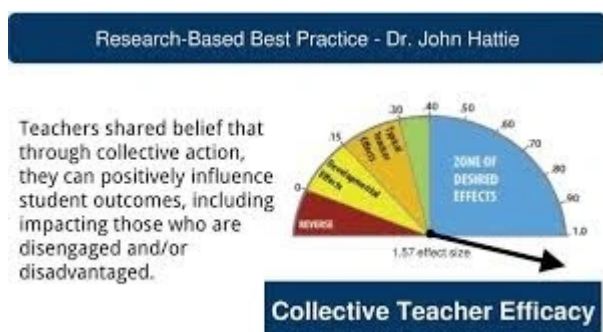 Research-Based Best Practice - Dr. John Hattie
Teachers shared belief that
through collective action,
they can positively influence
student outcomes, including
impacting those who are
disengaged and/or
disadvantaged.
REVERSE
0
Developmental
Effects
.15
Typical
Teacher
Effects
.30
.40
.50
.60
.70
.80
.90
1.0
ZONE OF
DESIRED
EFFECTS
1.57 effect size
Collective Teacher Efficacy